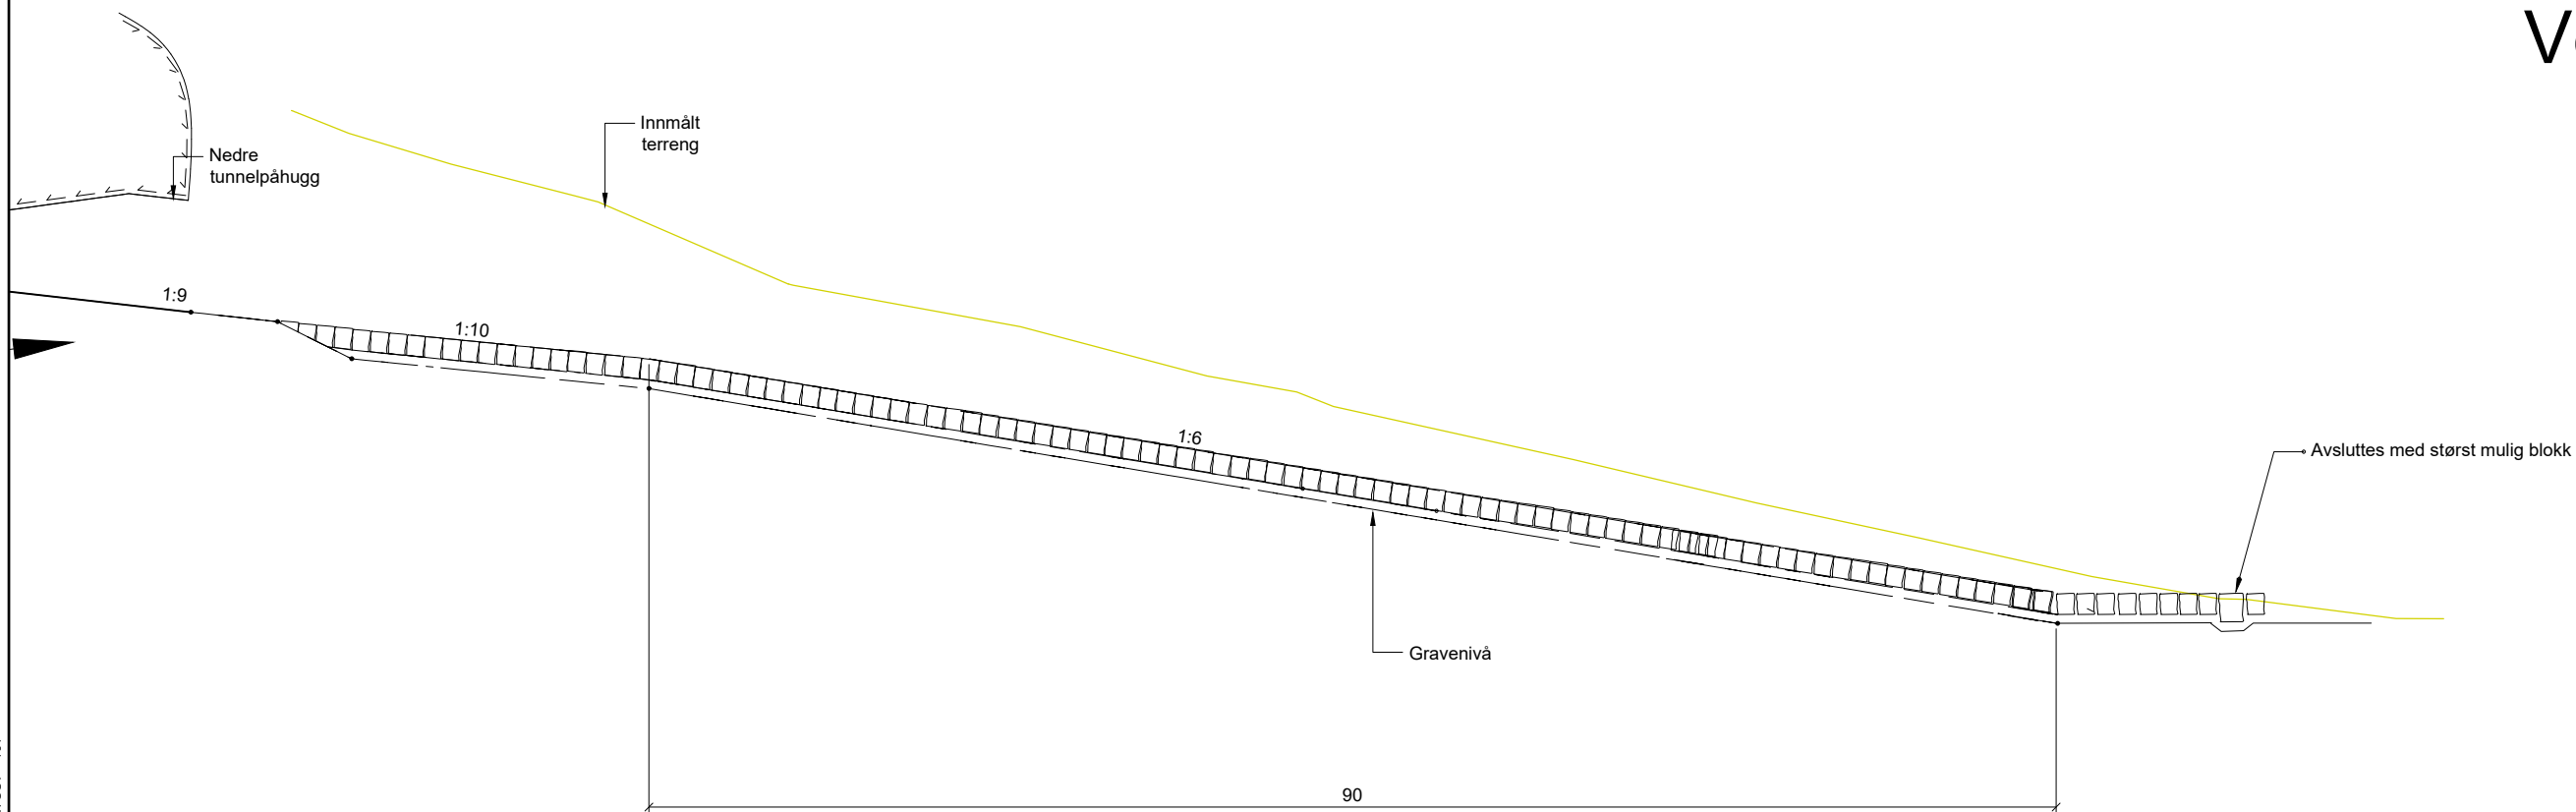 Innmålt
terreng
Nedre
tunnelpåhugg
1:9
1:10
1:6
Avsluttes med størst mulig blokk
Gravenivå
90